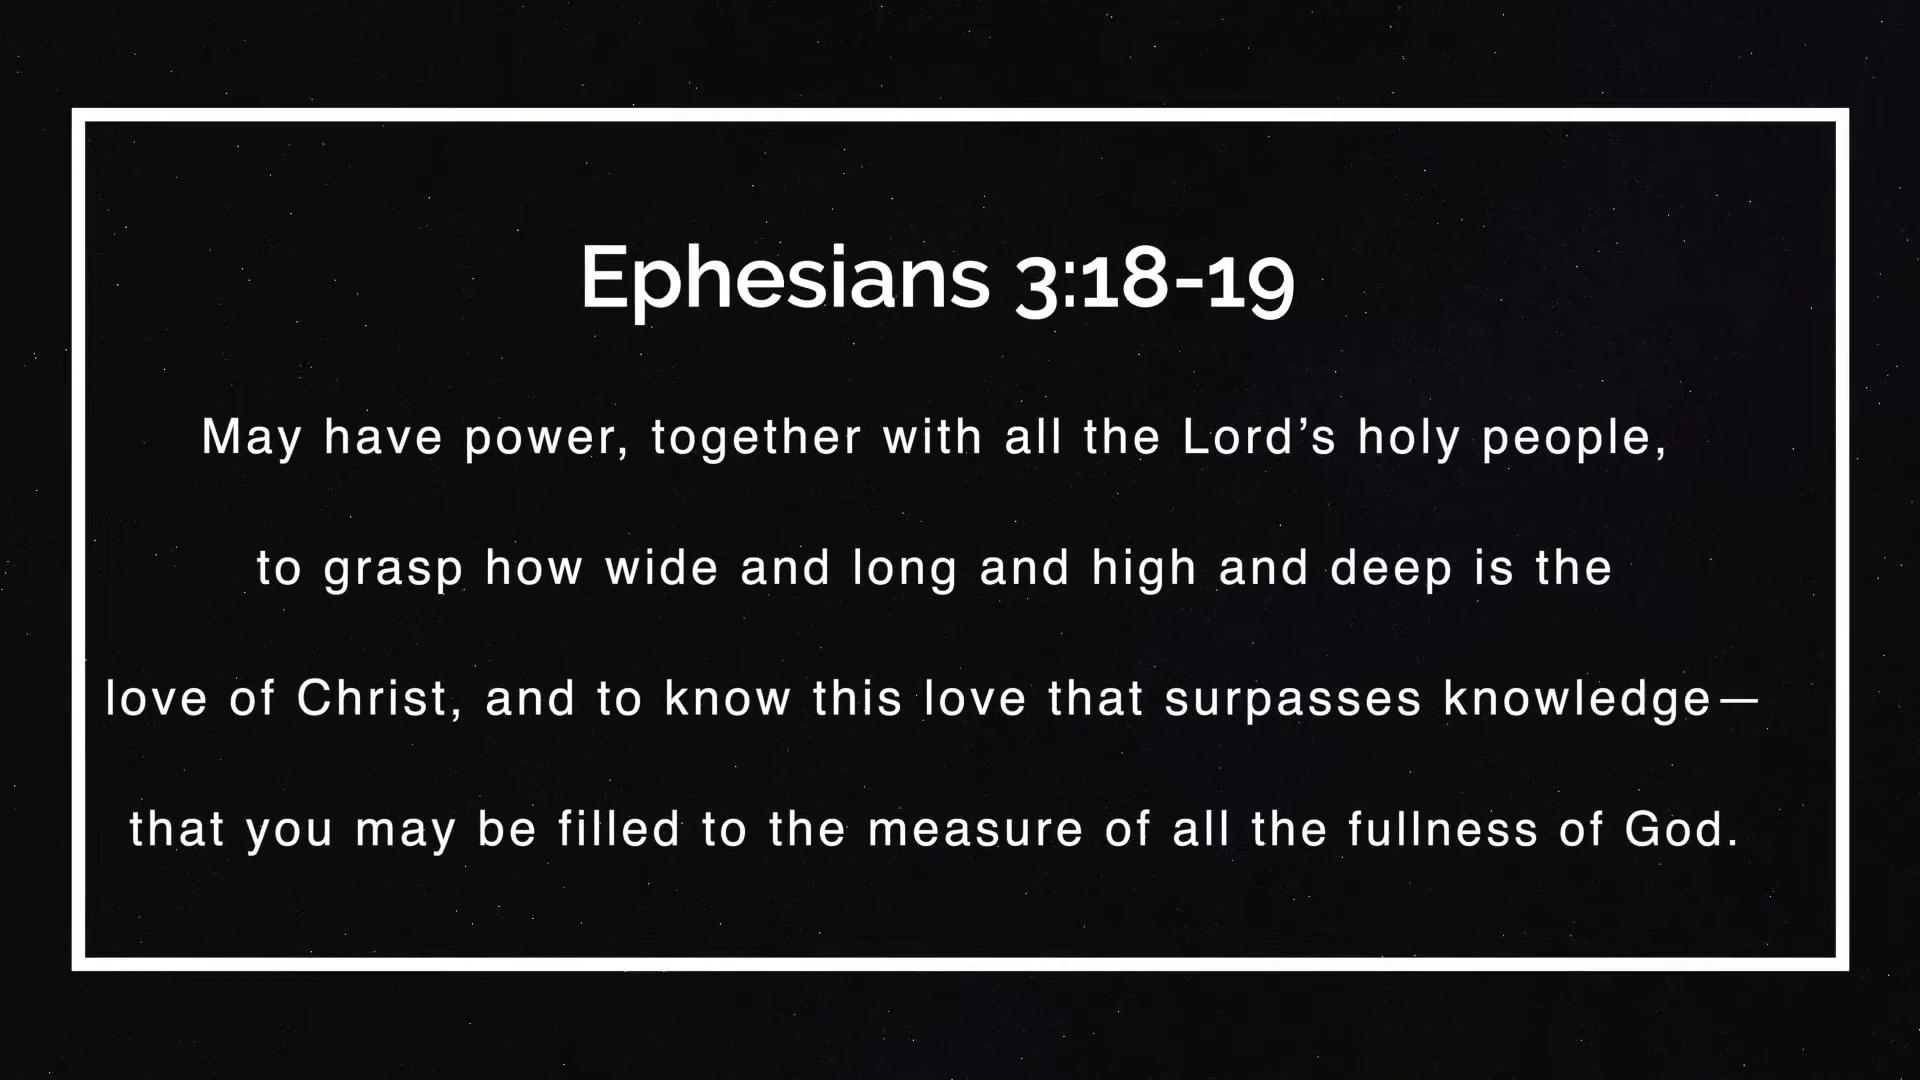 Ephesians 3:18-19
May have power, together with all the Lord’s holy people,
to grasp how wide and long and high and deep is the
love of Christ, and to know this love that surpasses knowledge—
that you may be filled to the measure of all the fullness of God.